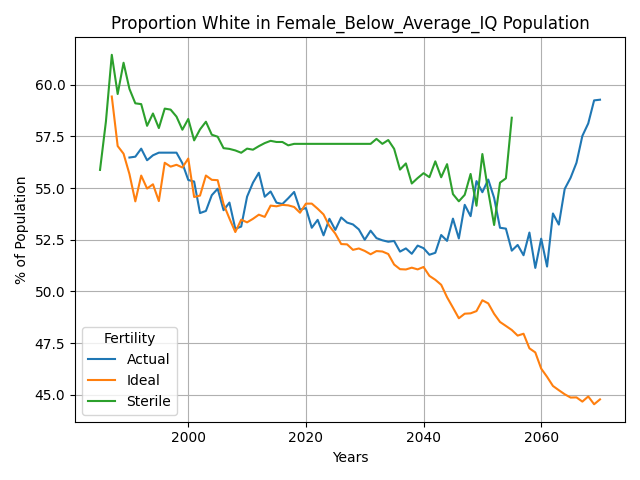 Proportion White in Female_Below_Average_IQ Population
% of Population
60.0
57.5
55.0
52.5
50.0
47.5
45.0
Fertility
Actual
Ideal
Sterile
2000
2020
2040
2060
Years